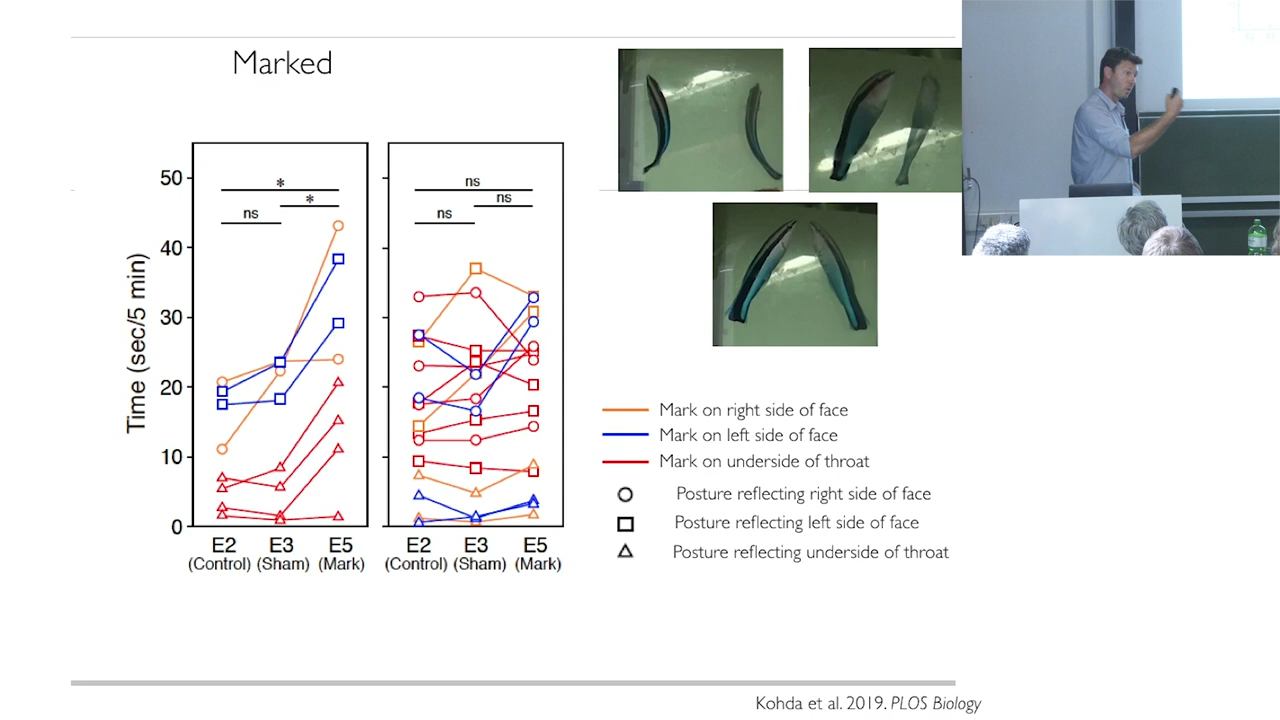 Marked
Time (sec/5 min)
50
40
30
20
10
0
*
*
ns
ns
ns
ns
E2 E3 E5
(Control) (Sham) (Mark)
E2 E3 E5
(Control) (Sham) (Mark)
Mark on right side of face
Mark on left side of face
Mark on underside of throat
Posture reflecting right side of face
Posture reflecting left side of face
Posture reflecting underside of throat
Kohda et al. 2019. PLOS Biology